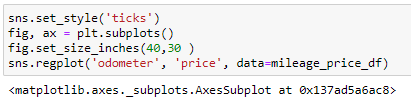 sns.set_style('ticks')
fig, ax = plt.subplots()
fig.set_size_inches(40,30 )
sns.regplot('odometer', 'price', data=mileage_price_df)
<matplotlib.axes._subplots.AxesSubplot at 0x137ad5a6ac8>